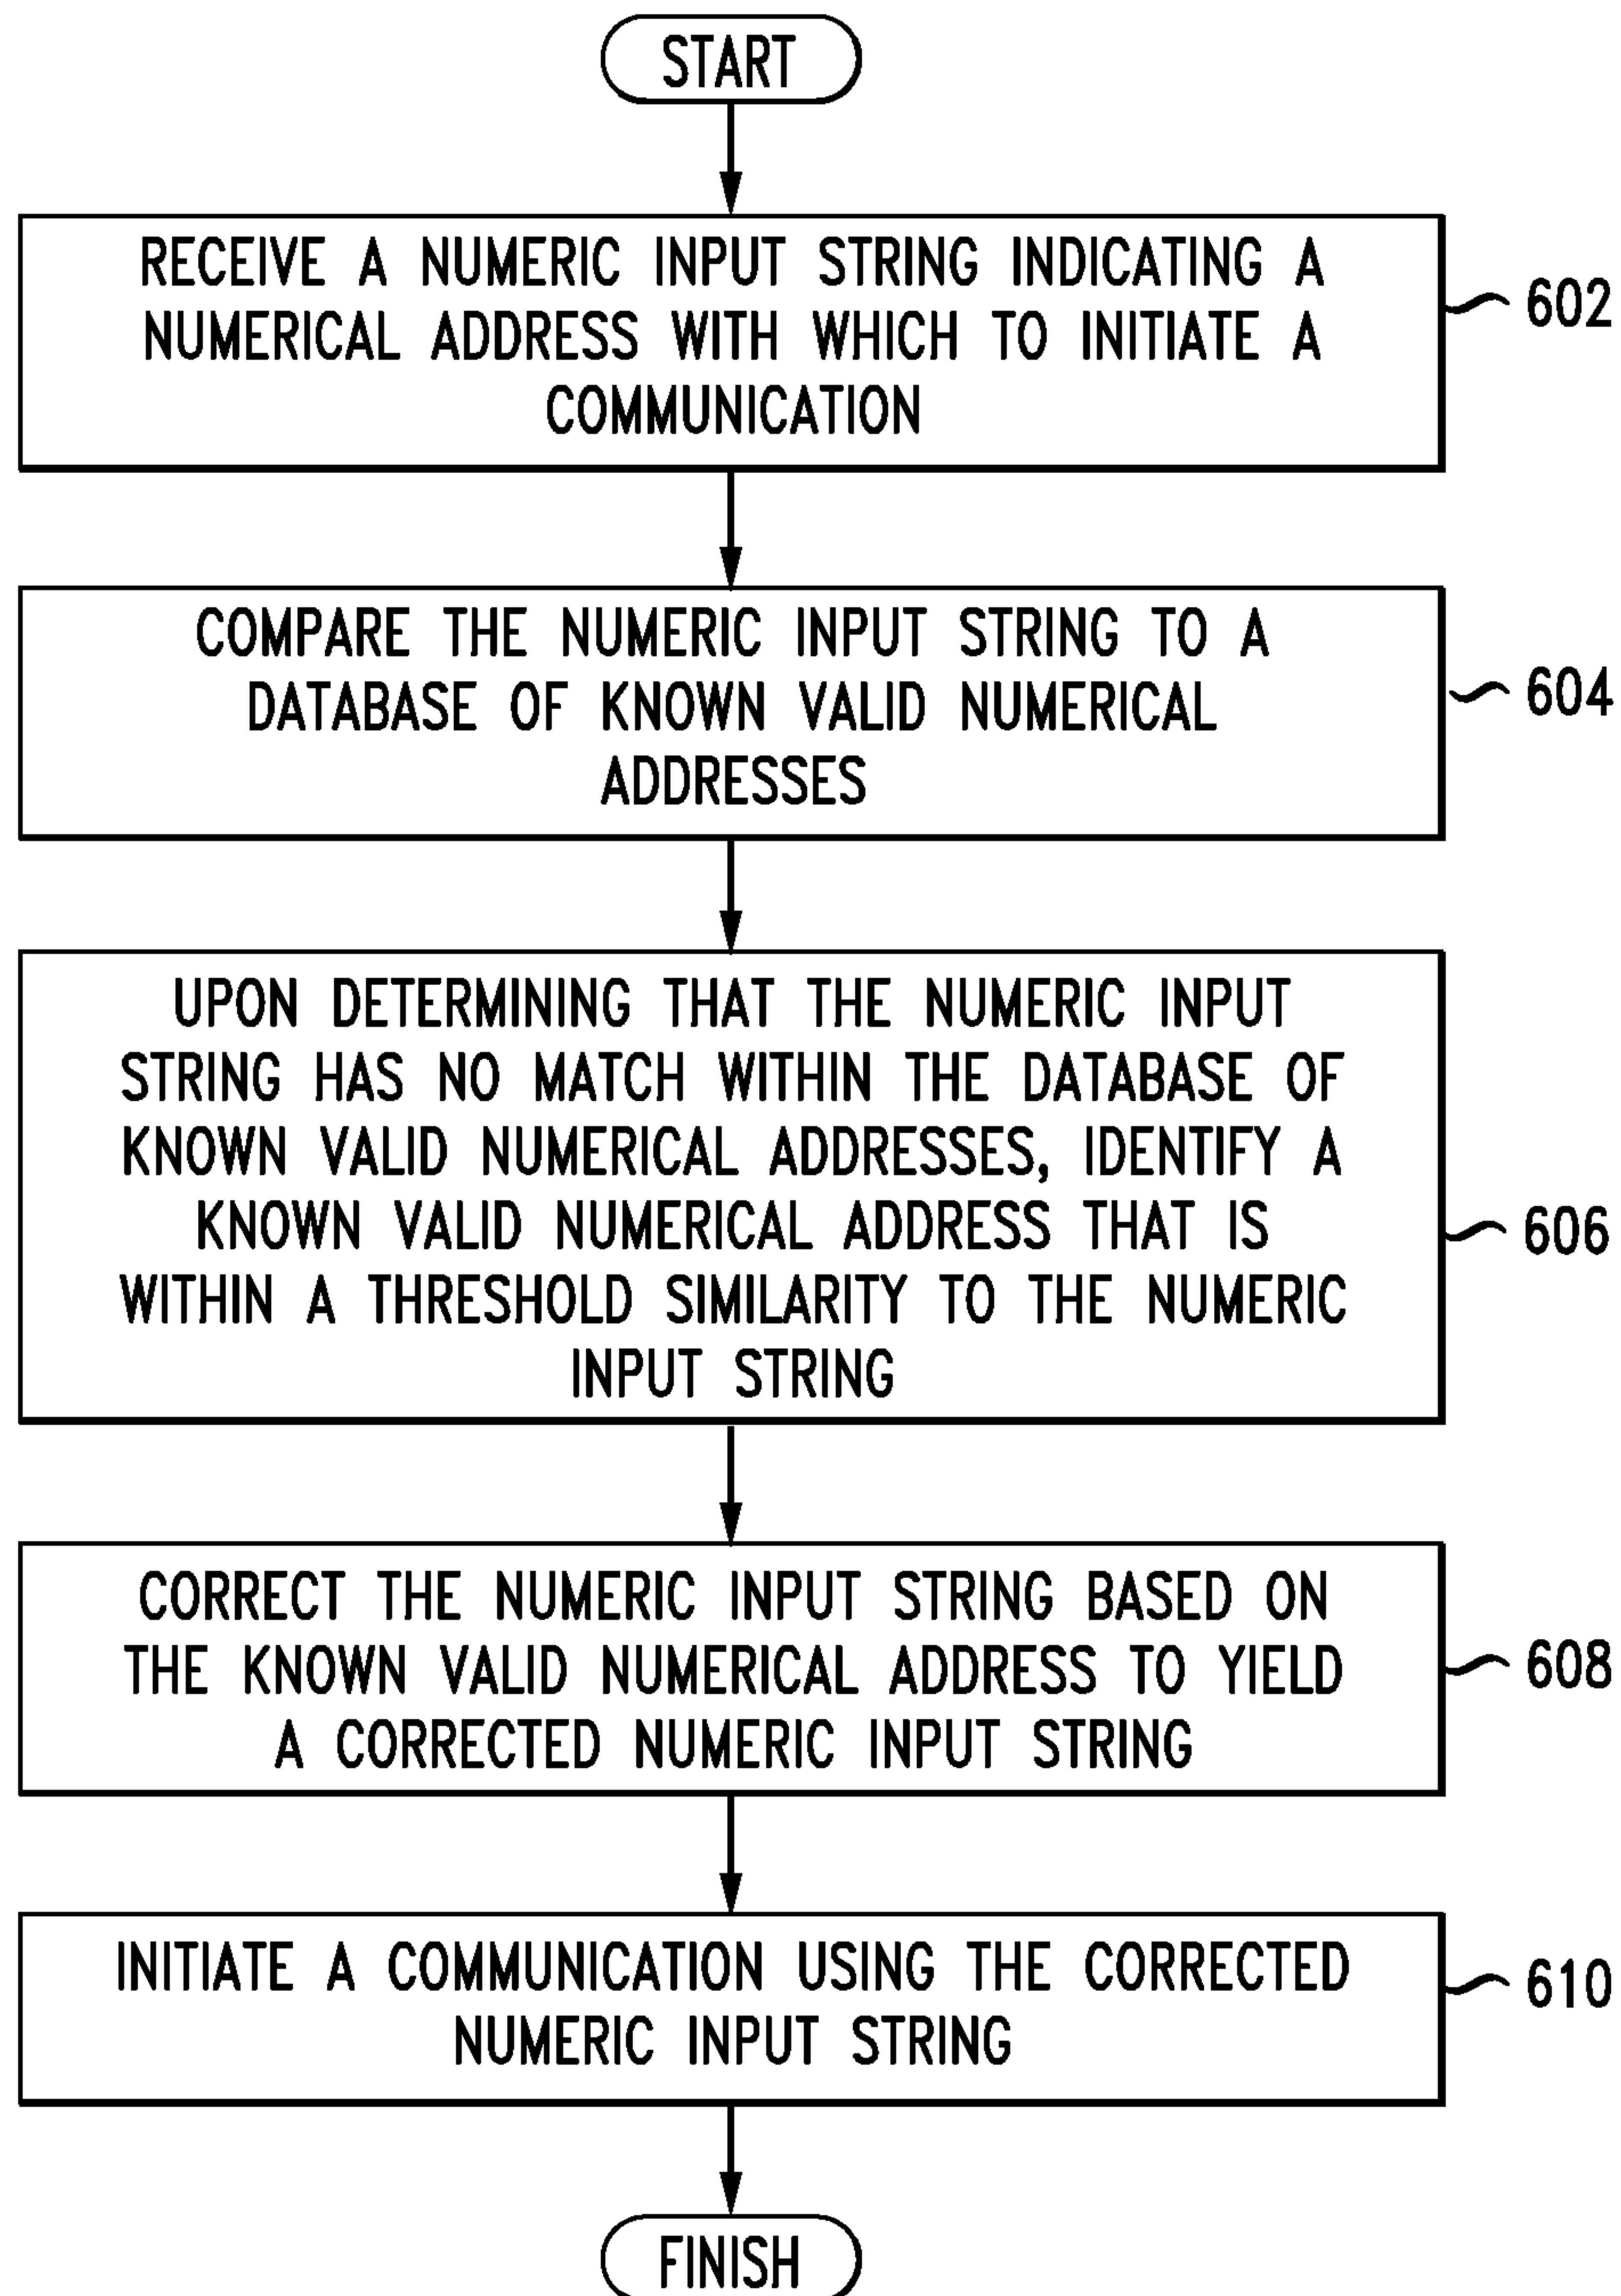 START
RECEIVE A NUMERIC INPUT STRING INDICATING A
NUMERICAL ADDRESS WITH WHICH TO INITIATE A
COMMUNICATION
602
COMPARE THE NUMERIC INPUT STRING TO A
DATABASE OF KNOWN VALID NUMERICAL
ADDRESSES
604
UPON DETERMINING THAT THE NUMERIC INPUT
STRING HAS NO MATCH WITHIN THE DATABASE OF
KNOWN VALID NUMERICAL ADDRESSES, IDENTIFY A
KNOWN VALID NUMERICAL ADDRESS THAT IS
WITHIN A THRESHOLD SIMILARITY TO THE NUMERIC
INPUT STRING
606
CORRECT THE NUMERIC INPUT STRING BASED ON
THE KNOWN VALID NUMERICAL ADDRESS TO YIELD
A CORRECTED NUMERIC INPUT STRING
608
INITIATE A COMMUNICATION USING THE CORRECTED
NUMERIC INPUT STRING
610
FINISH